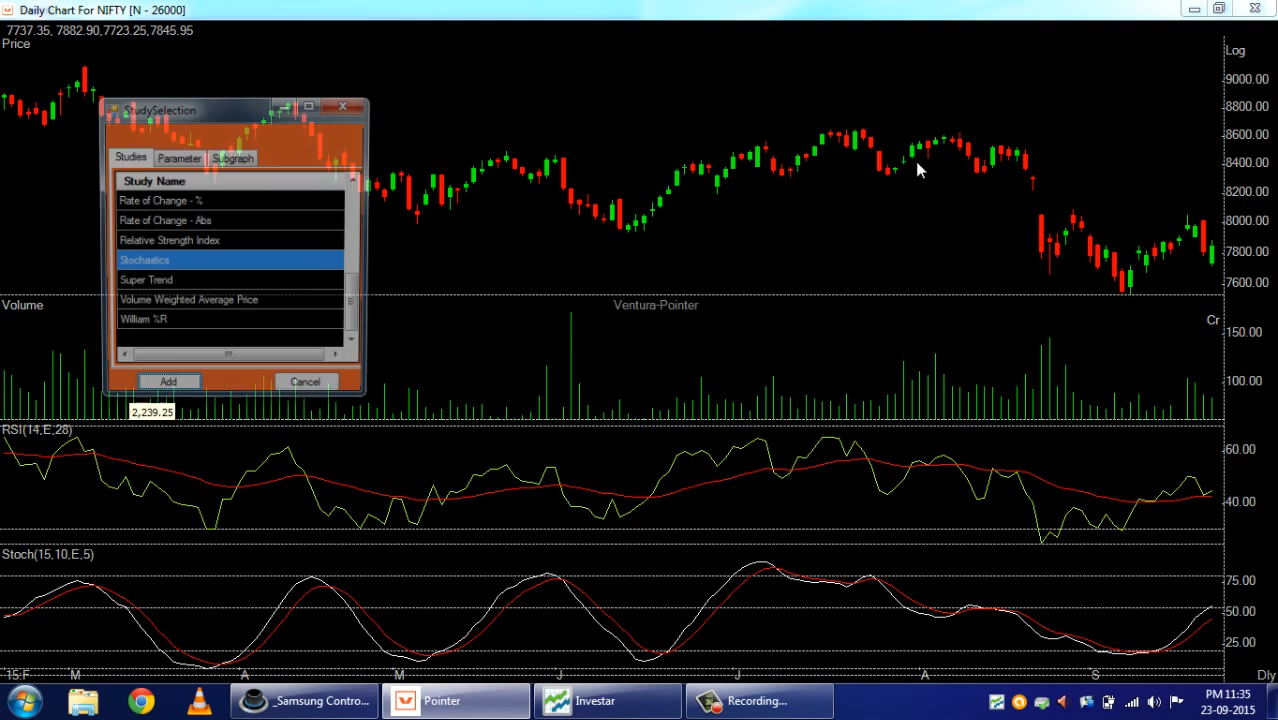 Daily Chart For NIFTY [N - 26000]
7737.35, 7882.90,7723.25,7845.95
Price
Log
9000.00
8800.00
8600.00
8400.00
8200.00
8000.00
7800.00
7600.00
StudySelection
Studies Parameter Subgraph
Study Name
Rate of Change - %
Rate of Change - Abs
Relative Strength Index
Stochastics
Super Trend
Volume Weighted Average Price
William %R
Add Cancel
Volume
Ventura-Pointer
Cr
150.00
100.00
2,239.25
RSI(14,E,28)
60.00
40.00
Stoch(15,10,E,5)
75.00
50.00
25.00
15:F M A M J J A S Dly
_Samsung Contro... Pointer Investar Recording...
PM 11:35
23-09-2015